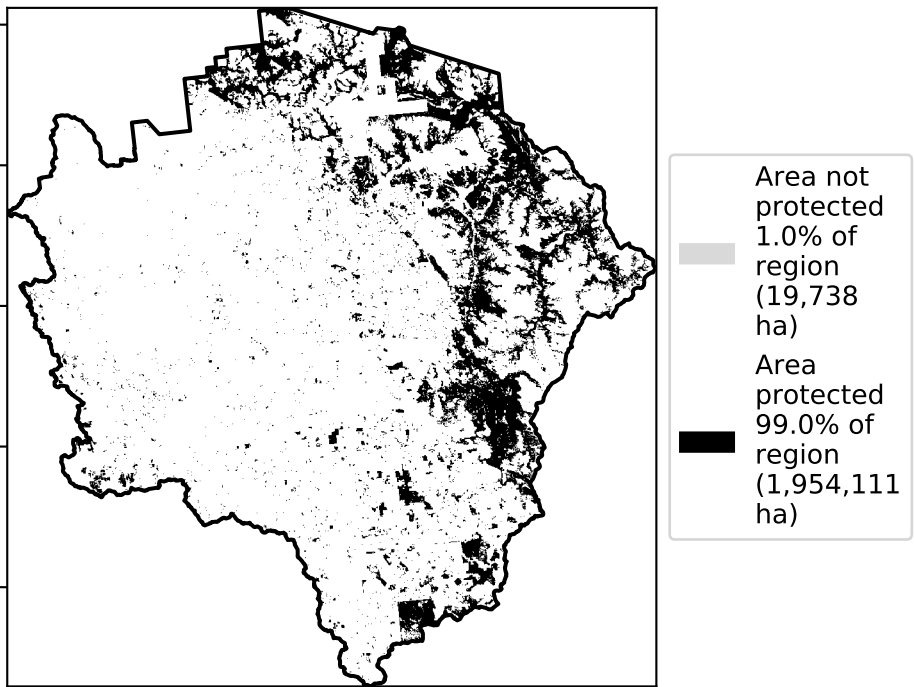 Area not
protected
1.0% of
region
(19,738
ha)
Area
protected
99.0% of
region
(1,954,111
ha)